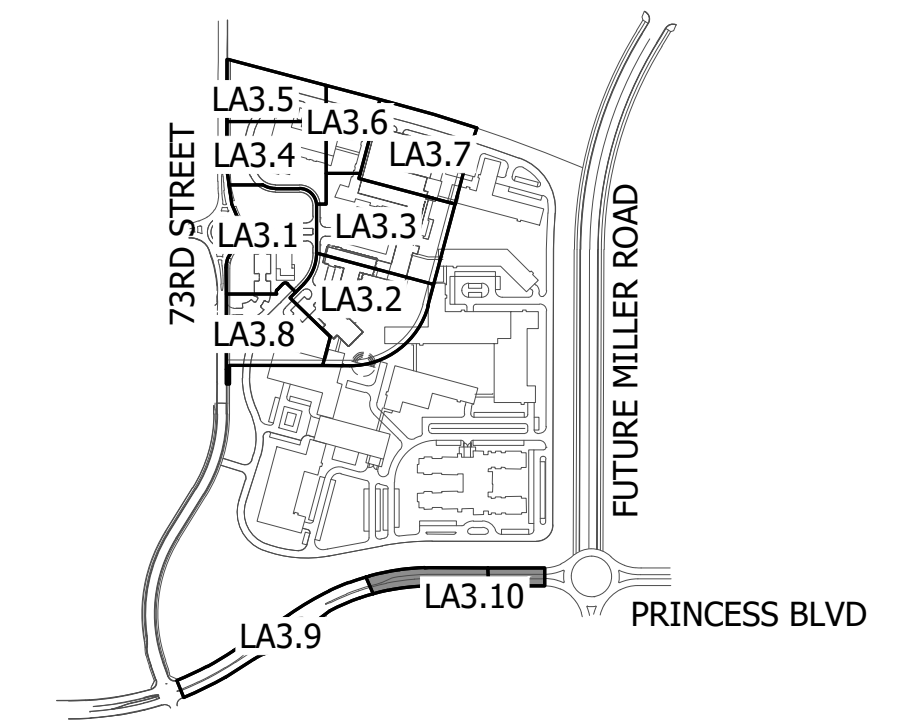 LA3.5
LA3.6
LA3.4
LA3.7
73RD STREET
LA3.1
LA3.3
LA3.2
LA3.8
FUTURE MILLER ROAD
LA3.10
PRINCESS BLVD
LA3.9